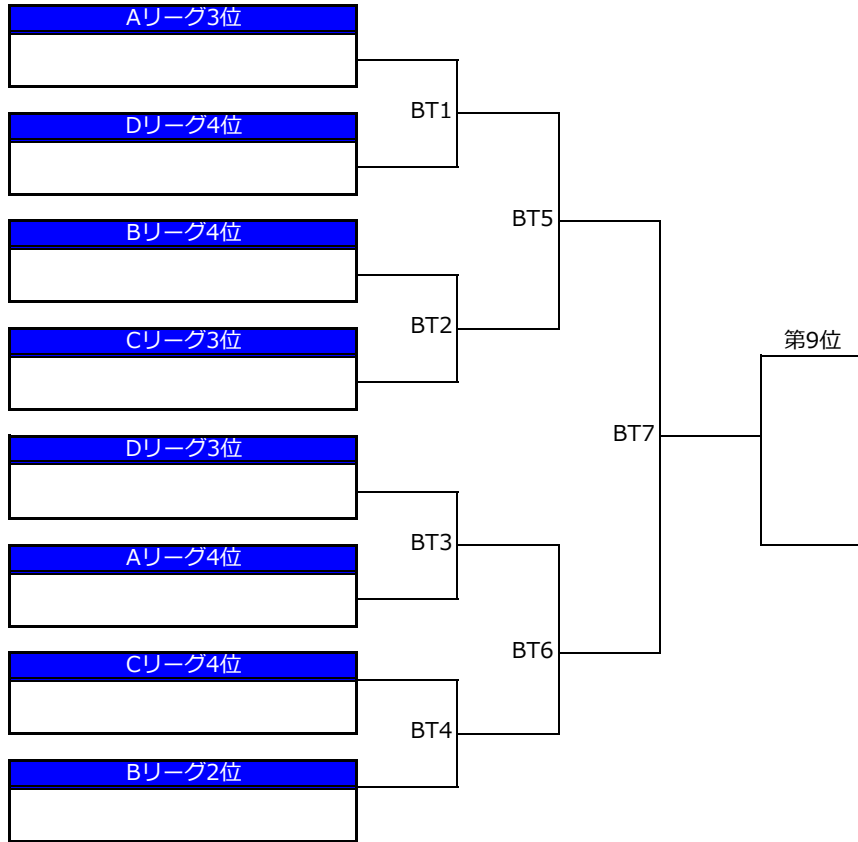 Aリーグ3位
BT1
Dリーグ4位
BT5
Bリーグ4位
BT2
Cリーグ3位
第9位
BT7
Dリーグ3位
BT3
Aリーグ4位
BT6
Cリーグ4位
BT4
Bリーグ2位